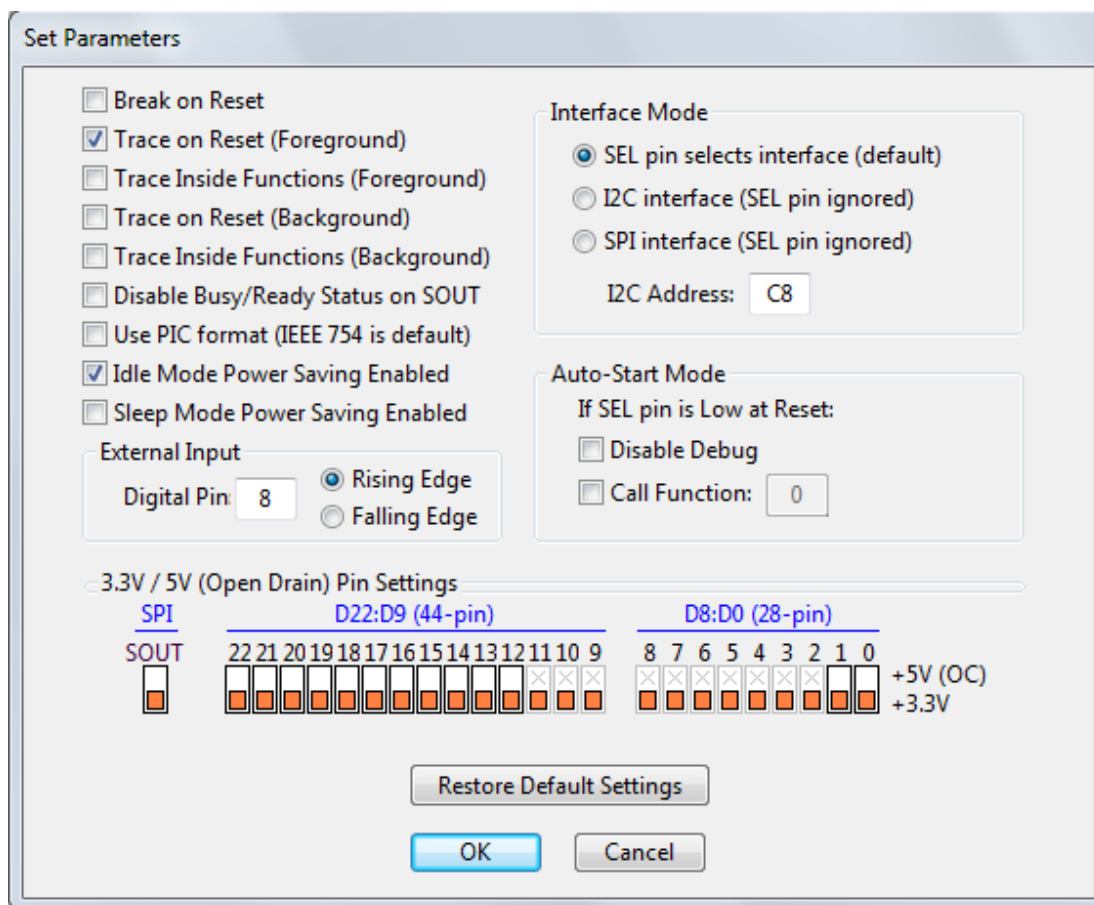 Set Parameters
Break on Reset
Trace on Reset (Foreground)
Trace Inside Functions (Foreground)
Trace on Reset (Background)
Trace Inside Functions (Background)
Disable Busy/Ready Status on SOUT
Use PIC format (IEEE 754 is default)
Idle Mode Power Saving Enabled
Sleep Mode Power Saving Enabled
External Input
Digital Pin: 8
Rising Edge
Falling Edge
Interface Mode
SEL pin selects interface (default)
I2C interface (SEL pin ignored)
SPI interface (SEL pin ignored)
I2C Address: C8
Auto-Start Mode
If SEL pin is Low at Reset:
Disable Debug
Call Function: 0
3.3V / 5V (Open Drain) Pin Settings
SPI D22:D9 (44-pin) D8:D0 (28-pin)
SOUT 22 21 20 19 18 17 16 15 14 13 12 11 10 9 8 7 6 5 4 3 2 1 0
+5V (OC)
+3.3V
Restore Default Settings
OK Cancel